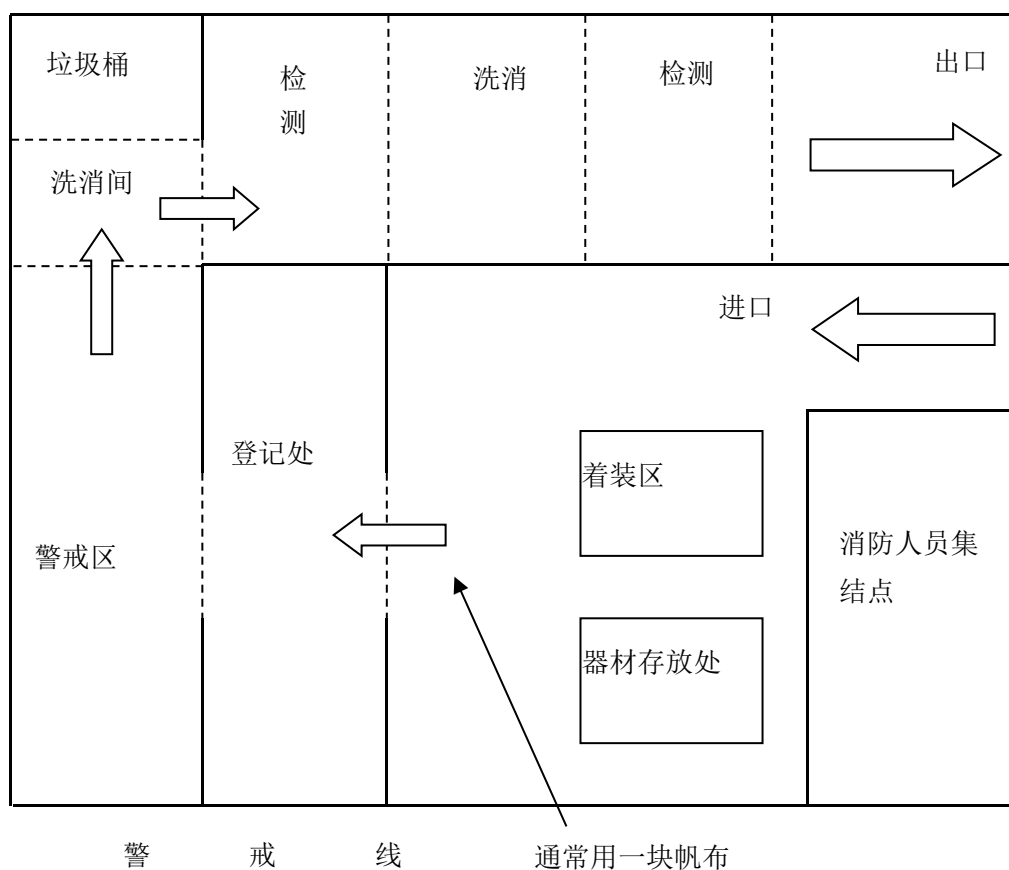 垃圾桶
检
测
洗消
检测
出口
洗消间
进口
登记处
着装区
警戒区
消防人员集
结点
器材存放处
警 戒 线
通常用一块帆布